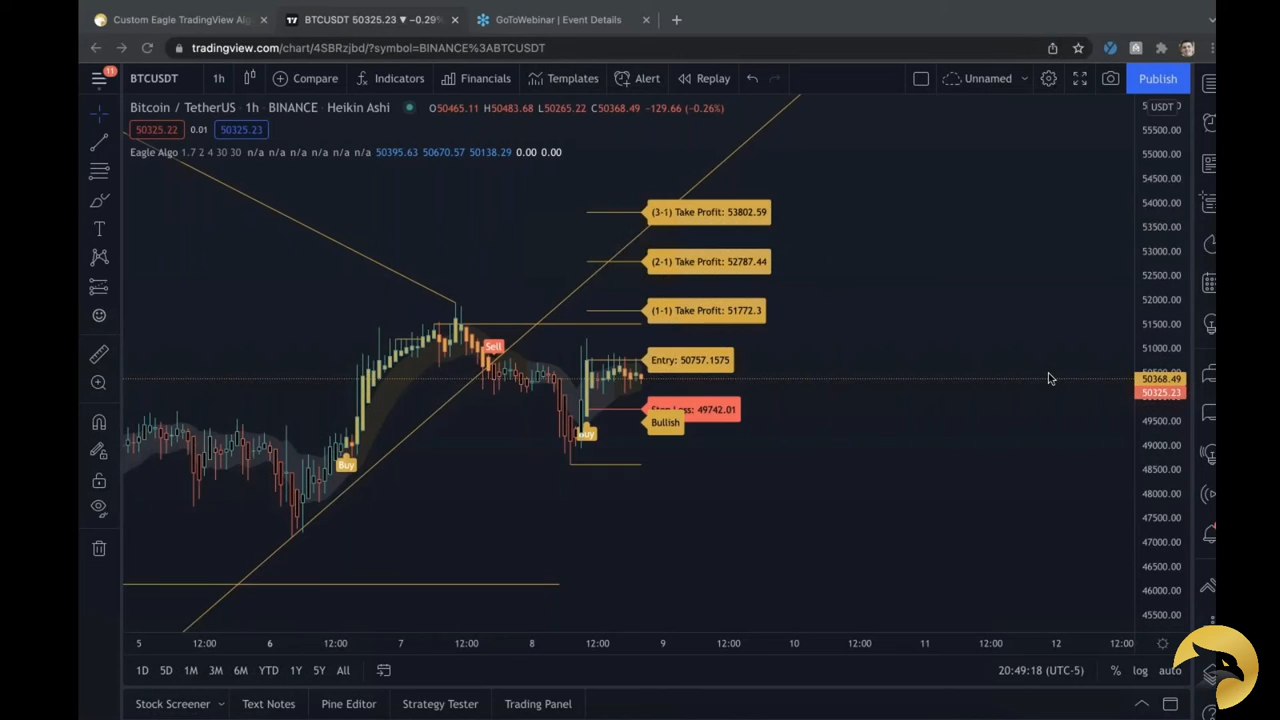 Custom Eagle TradingView Alg
BTCUSDT 50325.23 ▼ −0.29%
GoToWebinar | Event Details
tradingview.com/chart/4SBRzjbd/?symbol=BINANCE%3ABTCUSDT
11
BTCUSDT 1h Compare Indicators Financials Templates Alert Replay Unnamed Publish
Bitcoin / TetherUS · 1h · BINANCE · Heikin Ashi O50465.11 H50483.68 L50265.22 C50368.49 −129.66 (−0.26%)
USDT
50325.22 0.01 50325.23
Eagle Algo 1.7 2 4 30 30 n/a n/a n/a n/a n/a n/a 50395.63 50670.57 50138.29 0.00 0.00
55500.00
55000.00
54500.00
54000.00
(3-1) Take Profit: 53802.59
53500.00
53000.00
(2-1) Take Profit: 52787.44
52500.00
52000.00
(1-1) Take Profit: 51772.3
51500.00
Sell
51000.00
Entry: 50757.1575
50368.49
50325.23
Stop Loss: 49742.01
Bullish
49500.00
Buy
49000.00
Buy
48500.00
48000.00
47500.00
47000.00
46500.00
46000.00
45500.00
5 12:00 6 12:00 7 12:00 8 12:00 9 12:00 10 12:00 11 12:00 12 12:00
1D 5D 1M 3M 6M YTD 1Y 5Y All 20:49:18 (UTC-5) % log auto
Stock Screener Text Notes Pine Editor Strategy Tester Trading Panel